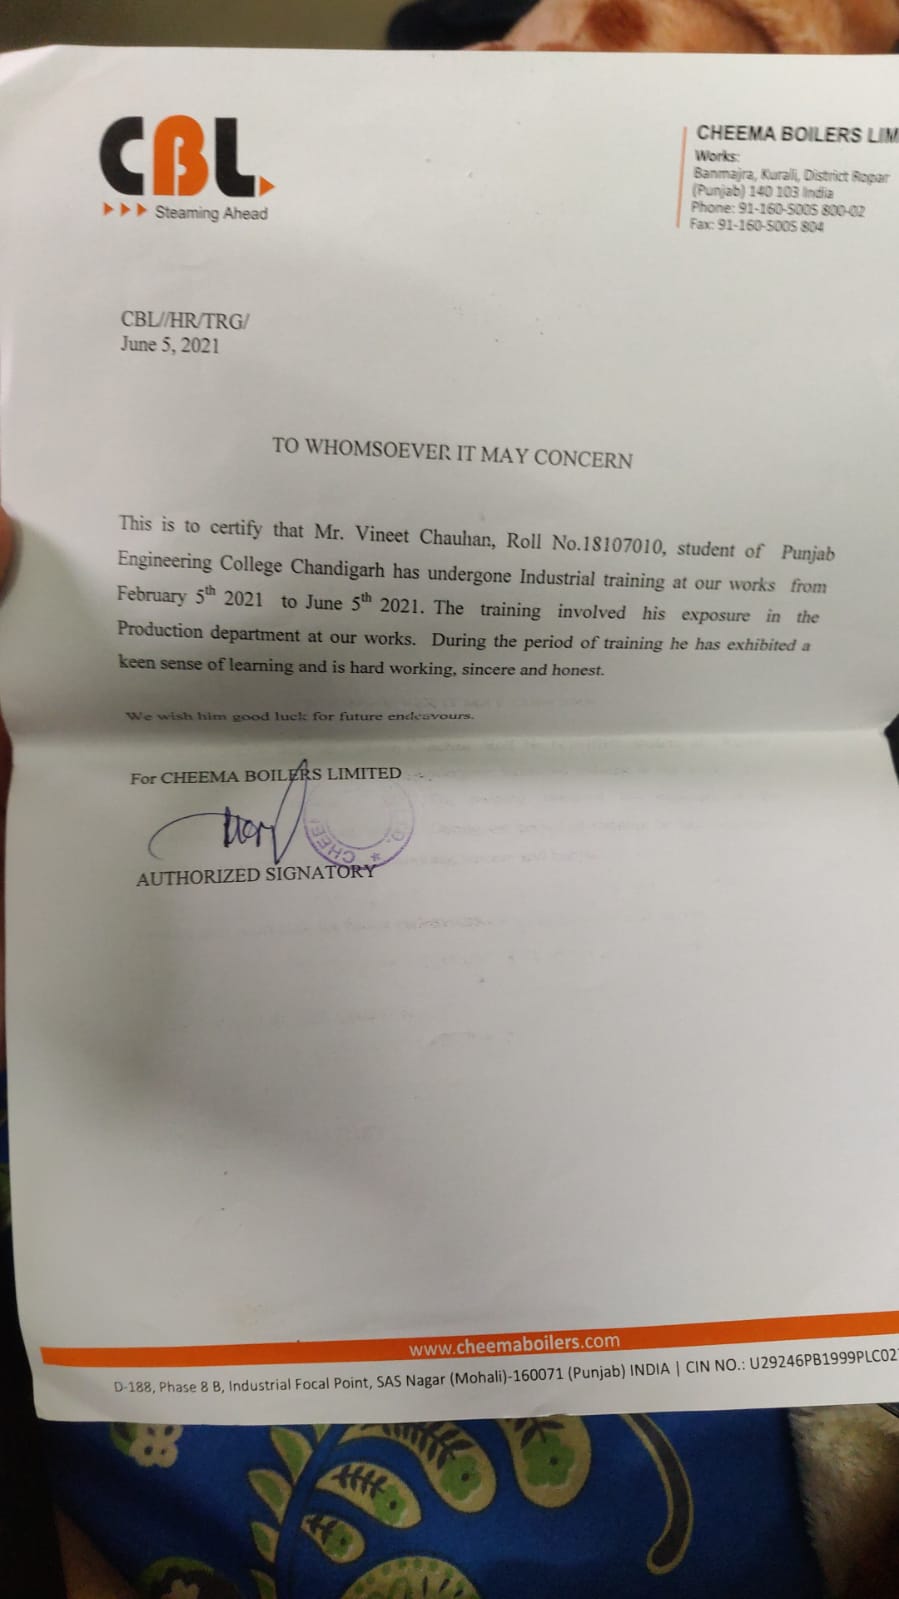 CBL
Steaming Ahead
CHEEMA BOILERS LIM
Works:
Banmajra, Kurali, District Ropar
(Punjab) 140 103 India
Phone: 91-160-5005 800-02
Fax: 91-160-5005 804
CBL//HR/TRG/
June 5, 2021
TO WHOMSOEVER IT MAY CONCERN
This is to certify that Mr. Vineet Chauhan, Roll No.18107010, student of Punjab
Engineering College Chandigarh has undergone Industrial training at our works from
February 5th 2021 to June 5th 2021. The training involved his exposure in the
Production department at our works. During the period of training he has exhibited a
keen sense of learning and is hard working, sincere and honest.
We wish him good luck for future endeavours.
For CHEEMA BOILERS LIMITED
CHEE
AUTHORIZED SIGNATORY
www.cheemaboilers.com
D-188, Phase 8 B, Industrial Focal Point, SAS Nagar (Mohali)-160071 (Punjab) INDIA | CIN NO.: U29246PB1999PLC02